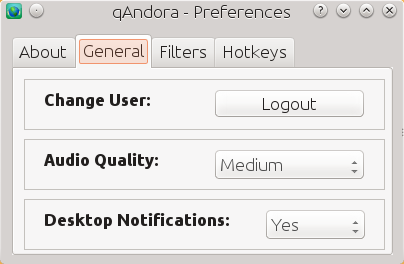 qAndora - Preferences
About General Filters Hotkeys
Change User: Logout
Audio Quality: Medium
Desktop Notifications: Yes